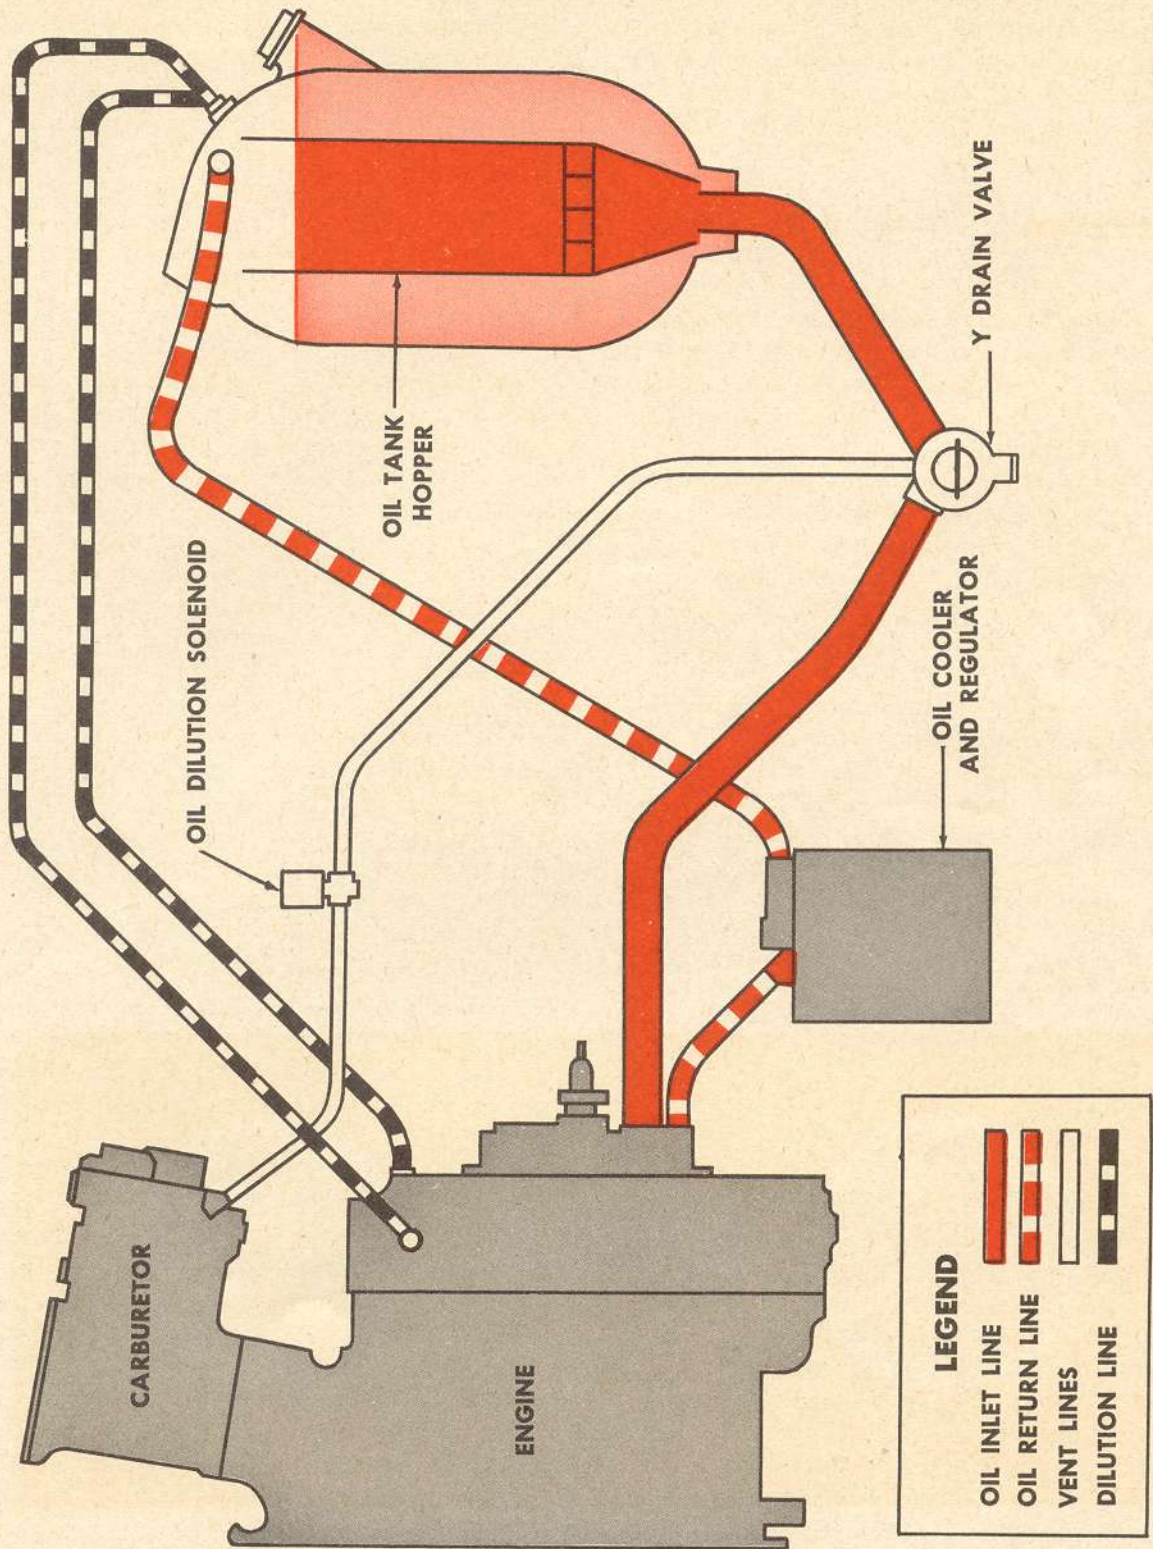 CARBURETOR
ENGINE
OIL DILUTION SOLENOID
OIL TANK
HOPPER
OIL COOLER
AND REGULATOR
Y DRAIN VALVE
LEGEND
OIL INLET LINE
OIL RETURN LINE
VENT LINES
DILUTION LINE